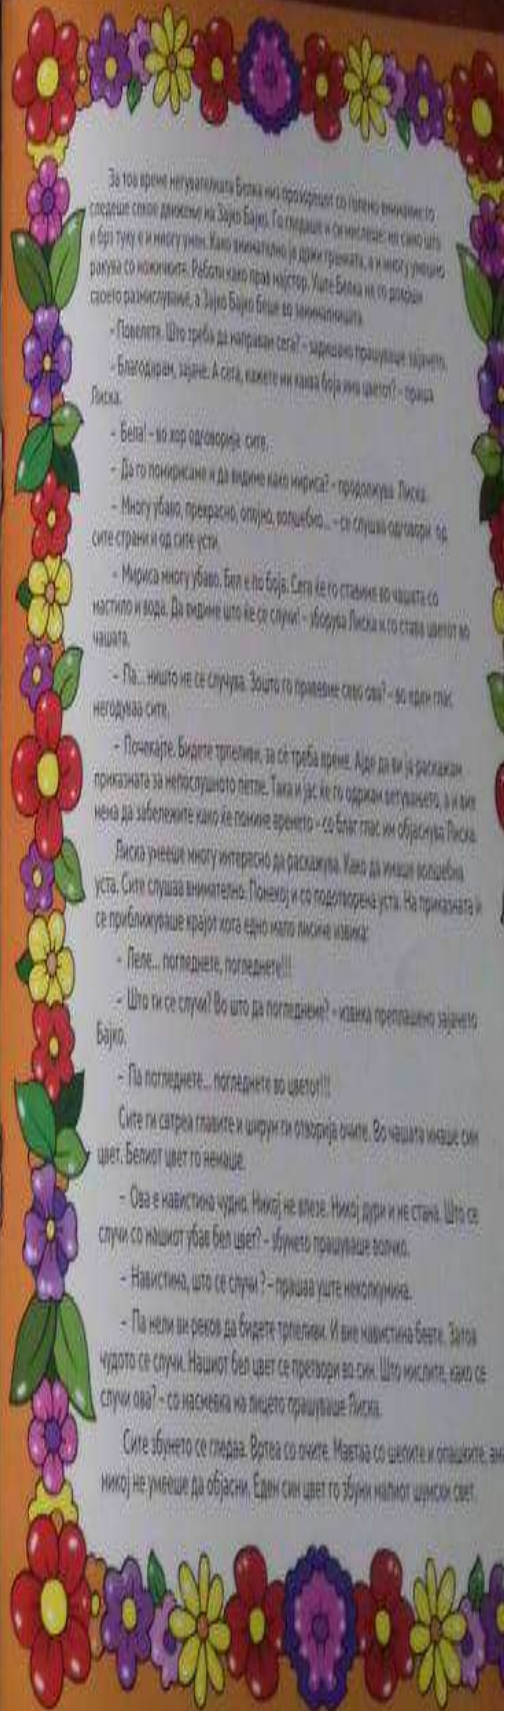 За тоа време негувателката Белка низ прозорецот со големо внимание го
следеше секое движење на Зајко Бајко. Го гледаше и си мислеше: не само што
е брз туку е и многу умен. Како внимателно ја држи гранката, а и многу умешно
ракува со ножичките. Работи како прав мајстор. Уште Белка не го доврши
своето размислување, а Зајко Бајко беше во занималницата.
– Повелете. Што треба да направам сега? – задишано прашуваше зајачето.
– Благодарам, зајаче. А сега, кажете ми каква боја има цветот? – праша
Лиска.
– Бела! – во хор одговорија сите.
– Да го помирисаме и да видиме како мириса? – продолжува Лиска.
– Многу убаво, прекрасно, опојно, волшебно... – се слушаа одговори од
сите страни и од сите усти.
– Мириса многу убаво. Бел е по боја. Сега ќе го ставиме во чашата со
мастило и вода. Да видиме што ќе се случи! – зборува Лиска и го става цветот во
чашата.
– Па... ништо не се случува. Зошто го правевме сево ова? – во еден глас
негодуваа сите.
– Почекајте. Бидете трпеливи, за сè треба време. Ајде да ви ја раскажам
приказната за непослушното петле. Така и јас ќе го одржам ветувањето, а и вие
нема да забележите како ќе помине времето – со благ глас им објаснува Лиска.
Лиска умееше многу интересно да раскажува. Како да имаше волшебна
уста. Сите слушаа внимателно. Понекој и со подотворена уста. На приказната ѝ
се приближуваше крајот кога едно мало лисиче извика:
– Леле... погледнете, погледнете!!!
– Што ти се случи? Во што да погледнеме? – извика преплашено зајачето
Бајко.
– Па погледнете... погледнете во цветот!!!
Сите ги свртеа главите и ширум ги отворија очите. Во чашата имаше син
цвет. Белиот цвет го немаше.
– Ова е навистина чудно. Никој не влезе. Никој дури и не стана. Што се
случи со нашиот убав бел цвет? – збунето прашуваше волчко.
– Навистина, што се случи ? – прашаа уште неколкумина.
– Па нели ви реков да бидете трпеливи. И вие навистина бевте. Затоа
чудото се случи. Нашиот бел цвет се претвори во син. Што мислите, како се
случи ова? – со насмевка на лицето прашуваше Лиска.
Сите збунето се гледаа. Вртеа со очите. Мавтаа со шепите и опашките, ама
никој не умееше да објасни. Еден син цвет го збуни малиот шумски свет.